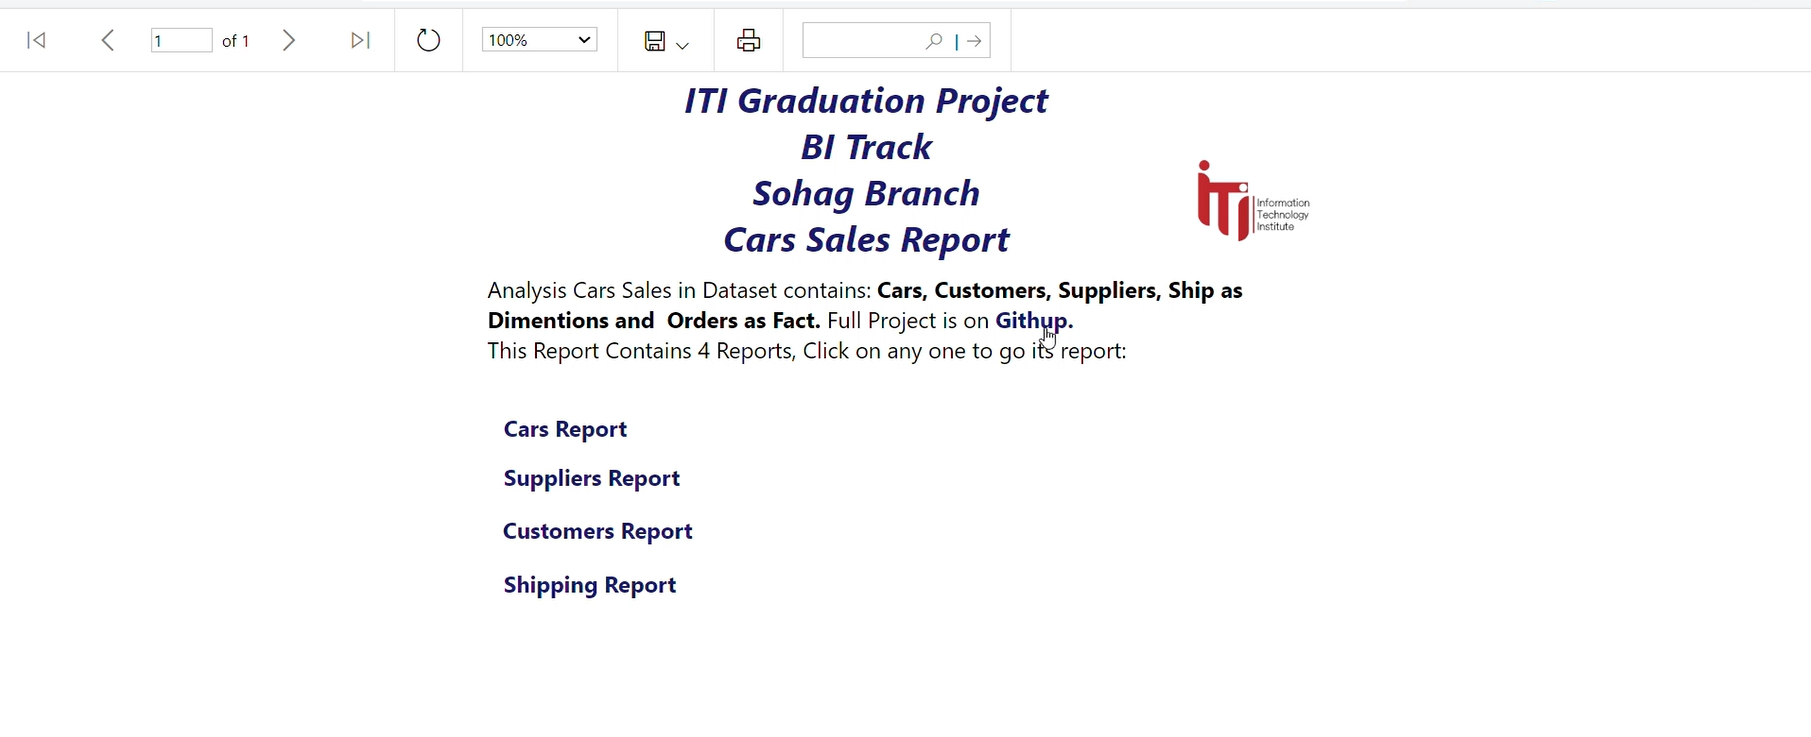 1 of 1 100%
ITI Graduation Project
BI Track
Sohag Branch
Cars Sales Report
iTi Information
Technology
Institute
Analysis Cars Sales in Dataset contains: Cars, Customers, Suppliers, Ship as
Dimentions and Orders as Fact. Full Project is on Githup.
This Report Contains 4 Reports, Click on any one to go its report:
Cars Report
Suppliers Report
Customers Report
Shipping Report